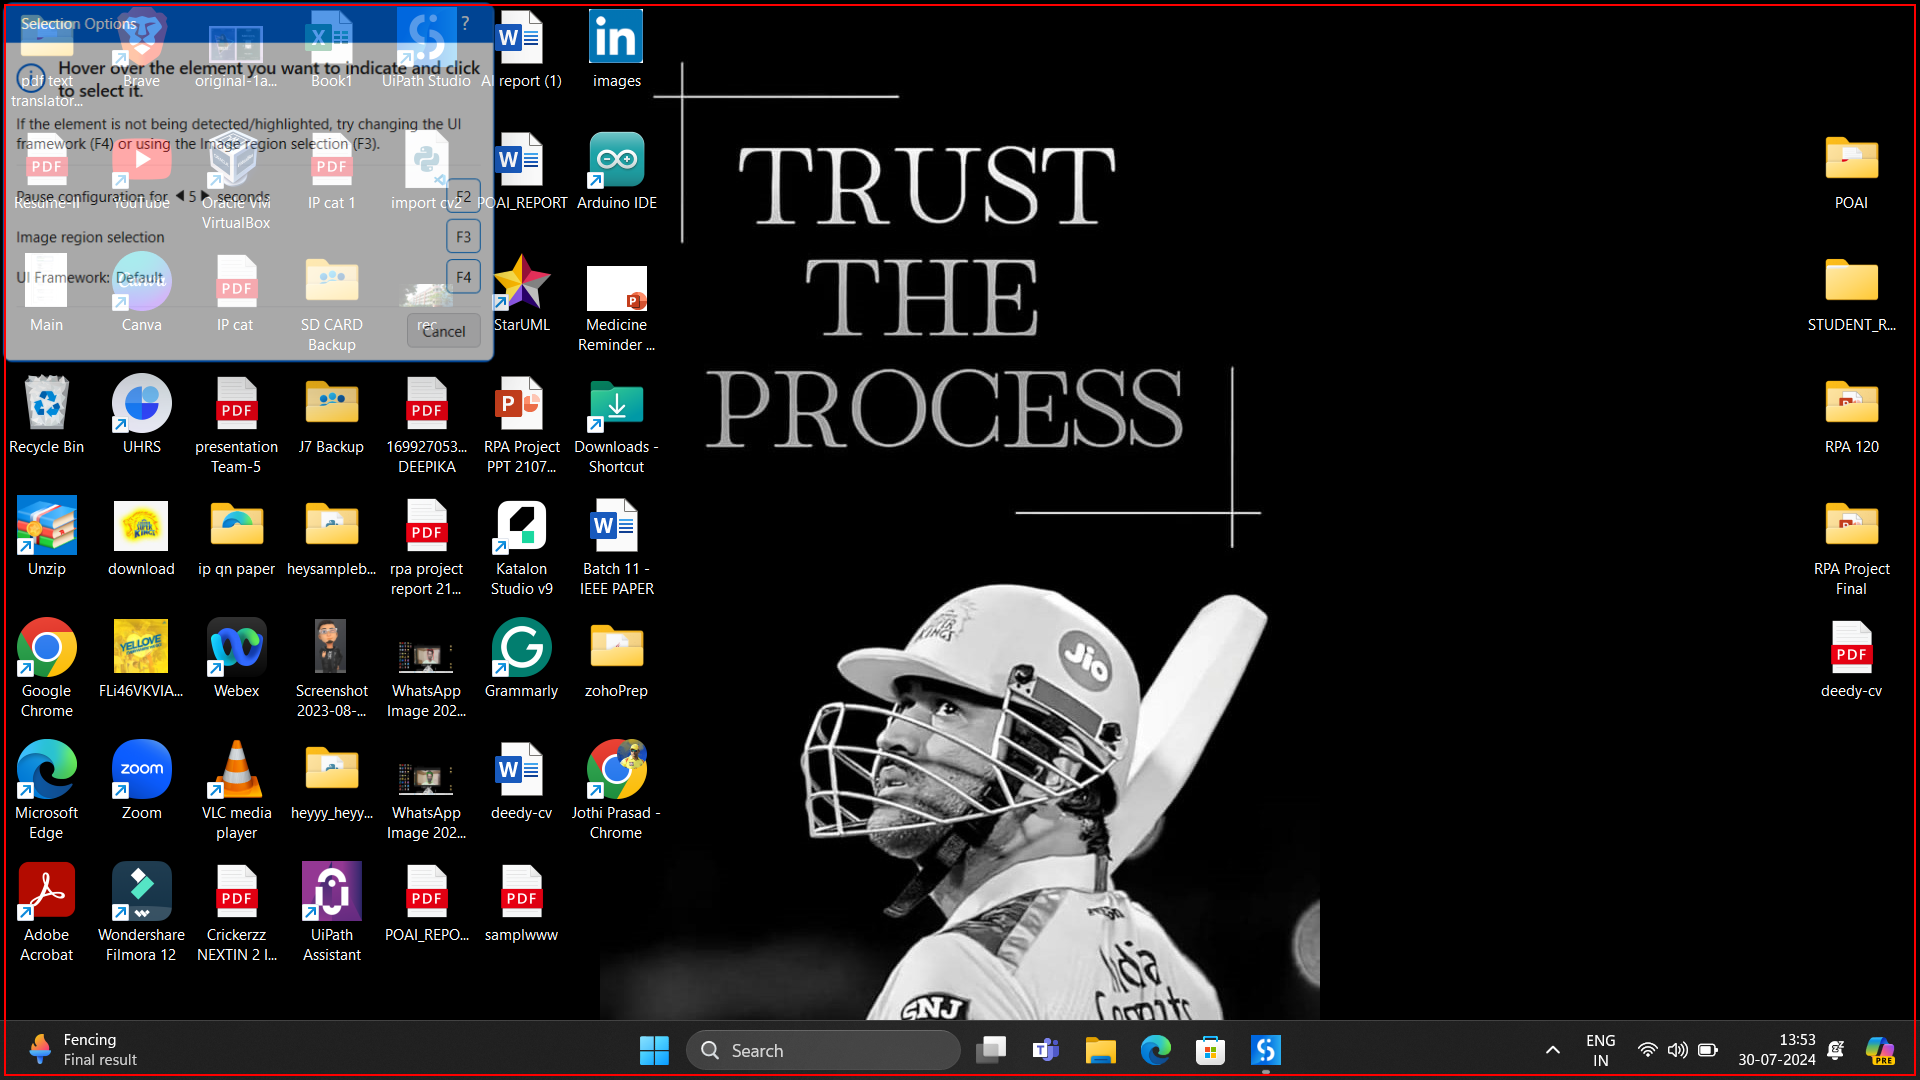 Selection Options
?
Hover over the element you want to indicate and click
to select it.
If the element is not being detected/highlighted, try changing the UI
framework (F4) or using the Image region selection (F3).
Pause configuration for 5 seconds
F2
Image region selection
F3
UI Framework: Default
F4
Cancel
pdf text
translator...
Brave
original-1a...
Book1
UiPath Studio
AI report (1)
images
Resume-II
YouTube
Oracle VM
VirtualBox
IP cat 1
import cv2
POAI_REPORT
Arduino IDE
Main
Canva
IP cat
SD CARD
Backup
rec
StarUML
Medicine
Reminder ...
Recycle Bin
UHRS
presentation
Team-5
J7 Backup
169927053...
DEEPIKA
RPA Project
PPT 2107...
Downloads -
Shortcut
Unzip
download
ip qn paper
heysampleb...
rpa project
report 21...
Katalon
Studio v9
Batch 11 -
IEEE PAPER
Google
Chrome
FLi46VKVIA...
Webex
Screenshot
2023-08-...
WhatsApp
Image 202...
Grammarly
zohoPrep
Microsoft
Edge
Zoom
VLC media
player
heyyy_heyy...
WhatsApp
Image 202...
deedy-cv
Jothi Prasad -
Chrome
Adobe
Acrobat
Wondershare
Filmora 12
Crickerzz
NEXTIN 2 I...
UiPath
Assistant
POAI_REPO...
samplwww
TRUST
THE
PROCESS
Jio
SNJ
POAI
STUDENT_R...
RPA 120
RPA Project
Final
deedy-cv
Fencing
Final result
Search
ENG
IN
13:53
30-07-2024